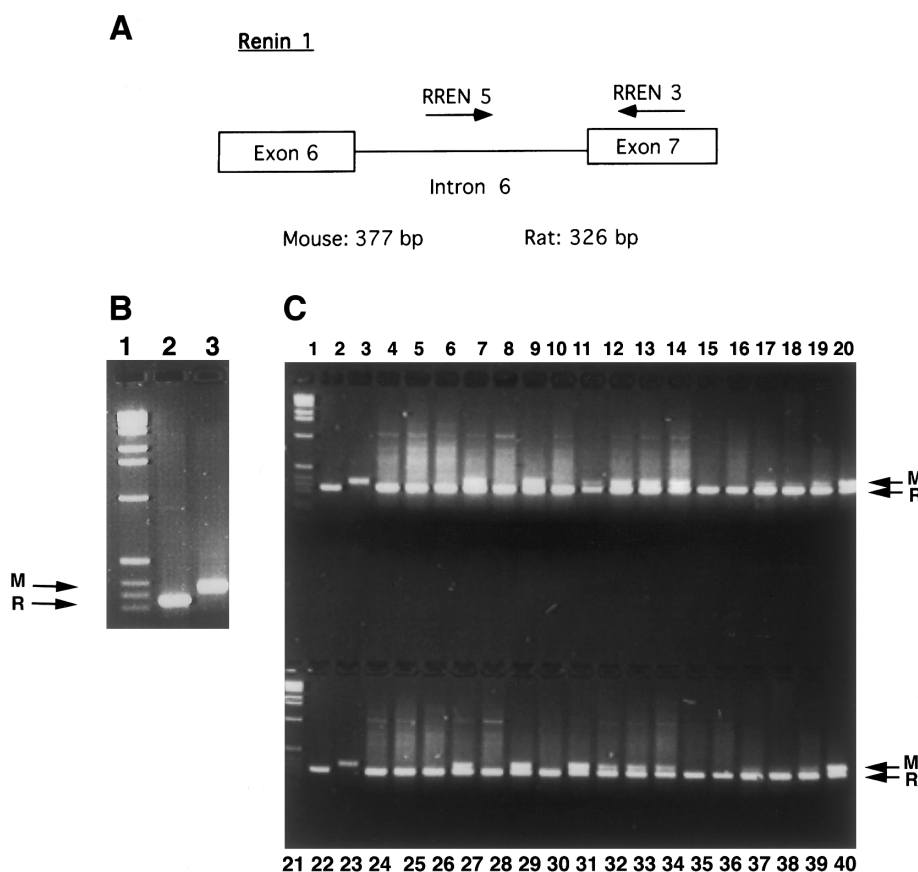 A
Renin 1
RREN 5
RREN 3
Exon 6
Exon 7
Intron 6
Mouse: 377 bp
Rat: 326 bp
B
C
1 2 3
1 2 3 4 5 6 7 8 9 10 11 12 13 14 15 16 17 18 19 20
M
R
M
R
M
R
21 22 23 24 25 26 27 28 29 30 31 32 33 34 35 36 37 38 39 40